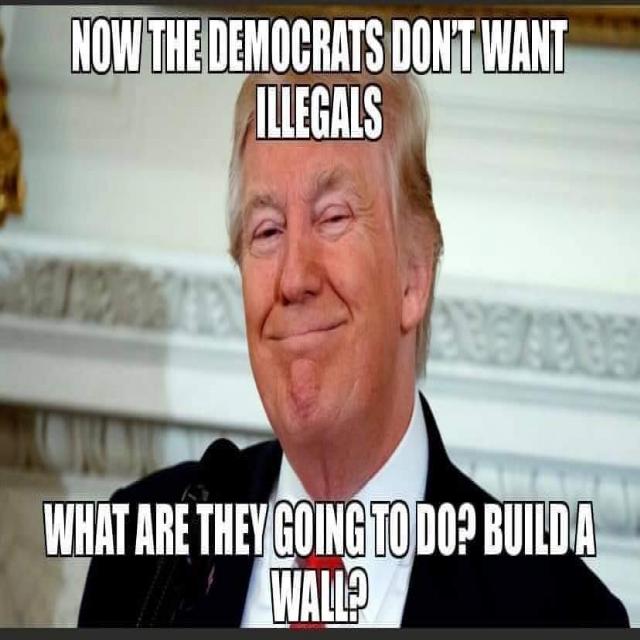 NOW THE DEMOCRATS DON'T WANT
ILLEGALS
WHAT ARE THEY GOING TO DO? BUILD A
WALL?